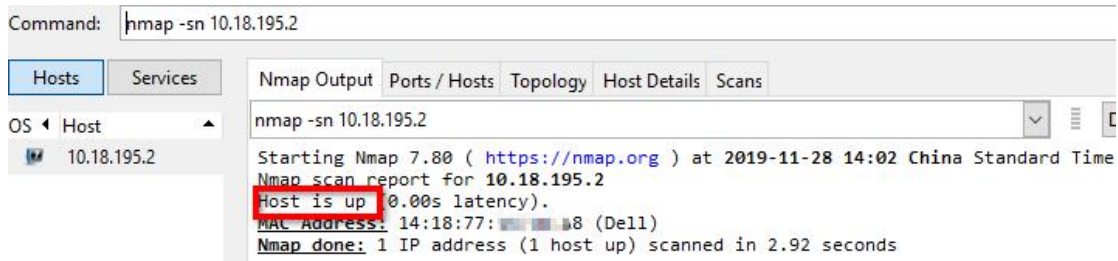 Command: nmap -sn 10.18.195.2
Hosts Services Nmap Output Ports / Hosts Topology Host Details Scans
nmap -sn 10.18.195.2
OS Host
10.18.195.2
Starting Nmap 7.80 ( https://nmap.org ) at 2019-11-28 14:02 China Standard Time
Nmap scan report for 10.18.195.2
Host is up (0.00s latency).
MAC Address: 14:18:77: 8 (Dell)
Nmap done: 1 IP address (1 host up) scanned in 2.92 seconds